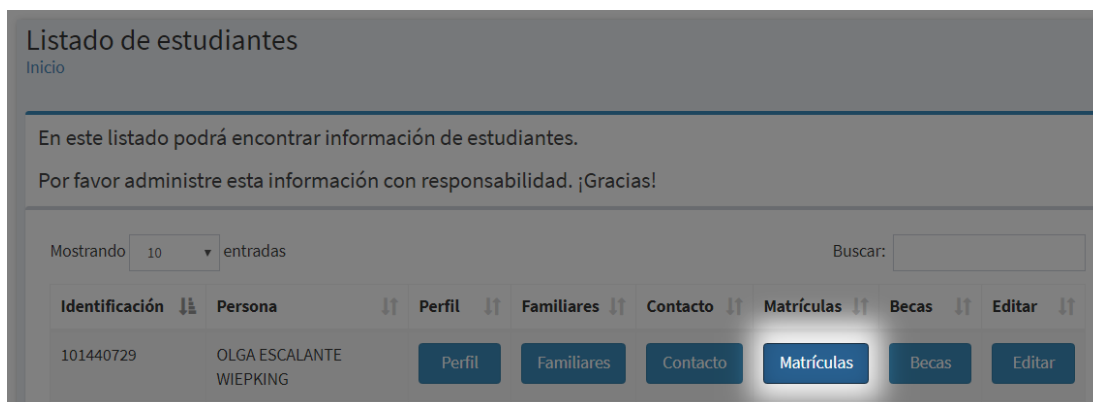 Listado de estudiantes
Inicio
En este listado podrá encontrar información de estudiantes.
Por favor administre esta información con responsabilidad. ¡Gracias!
Mostrando 10 entradas Buscar:
Identificación Persona Perfil Familiares Contacto Matrículas Becas Editar
101440729 OLGA ESCALANTE Perfil Familiares Contacto Matrículas Becas Editar
WIEPKING